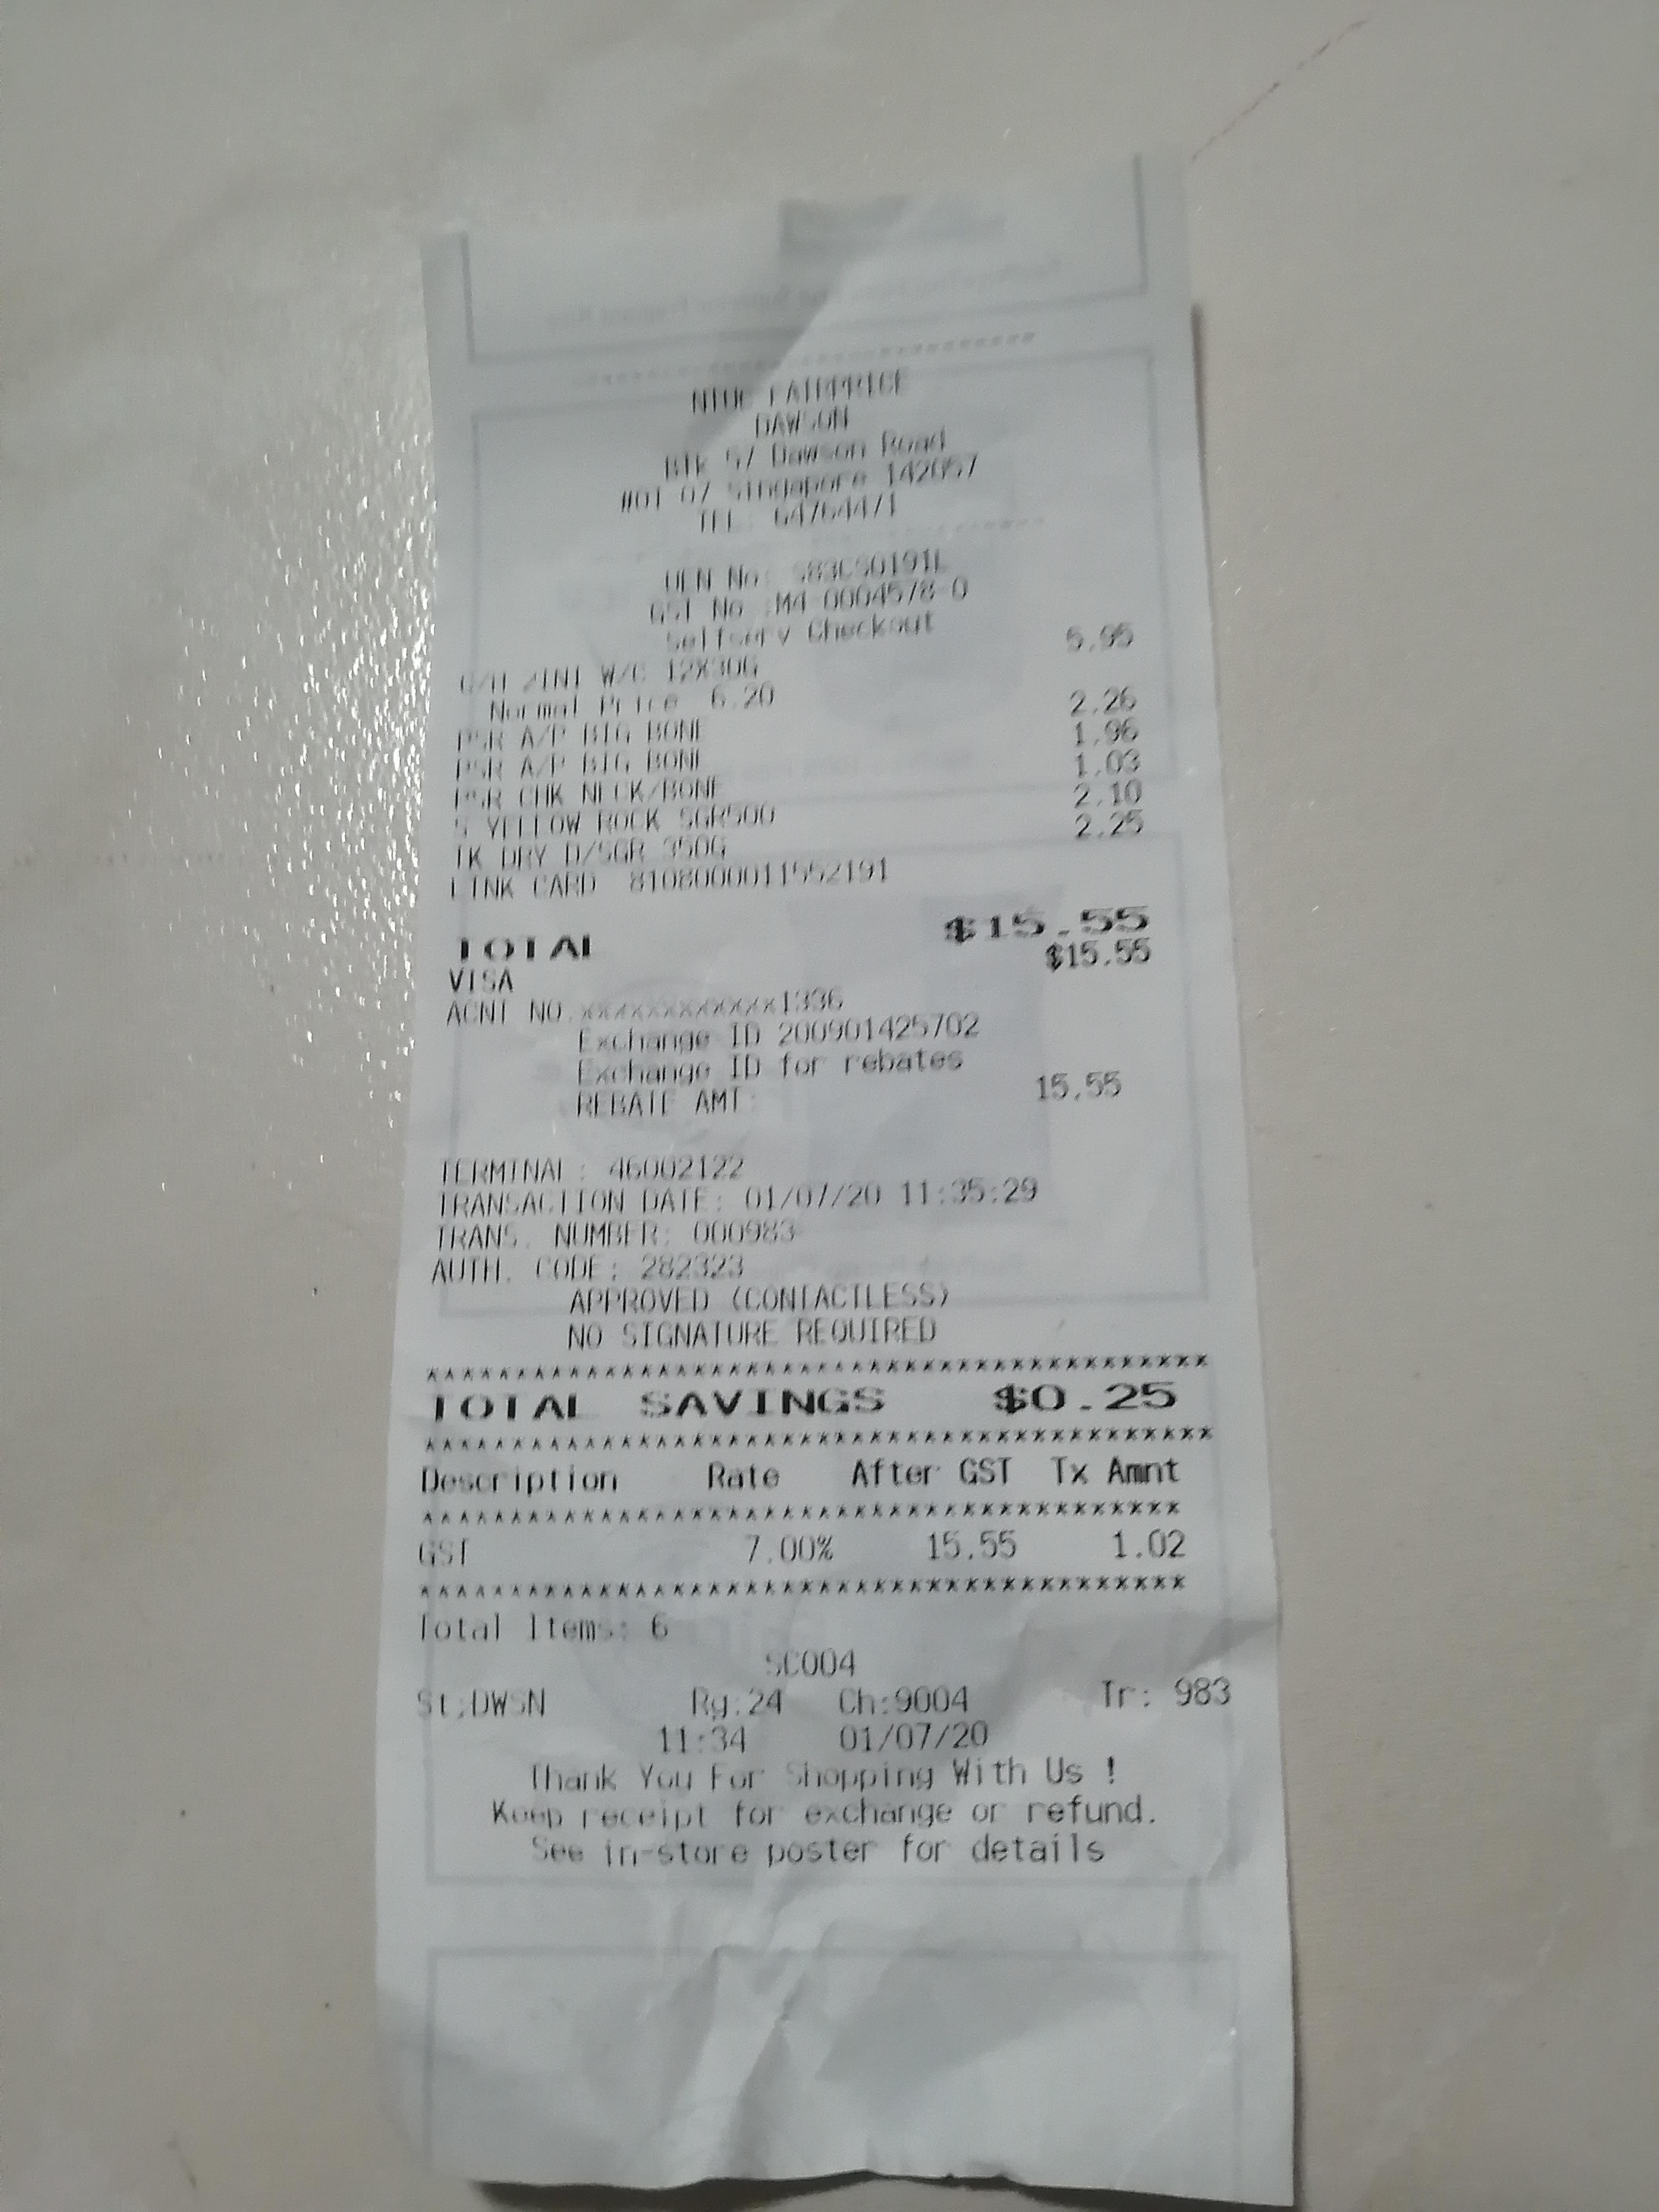 NTUC FAIRPRICE
DAWSON
Blk 57 Dawson Road
#01-07 Singapore 142057
TEL: 64764471
UEN No: S83CS0191L
GST No :M4-0004578-0
Selfserv Checkout
2IN1 W/C 12X30G 5.95
Normal Price 6.20
PSR A/P BIG BONE 2.26
PSR A/P BIG BONE 1.96
PSR CHK NECK/BONE 1.03
S YELLOW ROCK SGR500 2.10
TK DRY D/SGR 350G 2.25
LINK CARD 8108000011552191
TOTAL $15.55
VISA $15.55
ACNT NO.xxxxxxxxxxxx1336
Exchange ID 200901425702
Exchange ID for rebates
REBATE AMT: 15.55
TERMINAL: 46002122
TRANSACTION DATE: 01/07/20 11:35:29
TRANS. NUMBER: 000983
AUTH. CODE: 282323
APPROVED (CONTACTLESS)
NO SIGNATURE REQUIRED
*******************************************
TOTAL SAVINGS $0.25
*******************************************
Description Rate After GST Tx Amnt
*******************************************
GST 7.00% 15.55 1.02
*******************************************
Total Items: 6
SC004
St:DWSN Rg:24 Ch:9004 Tr: 983
11:34 01/07/20
Thank You For Shopping With Us !
Keep receipt for exchange or refund.
See in-store poster for details